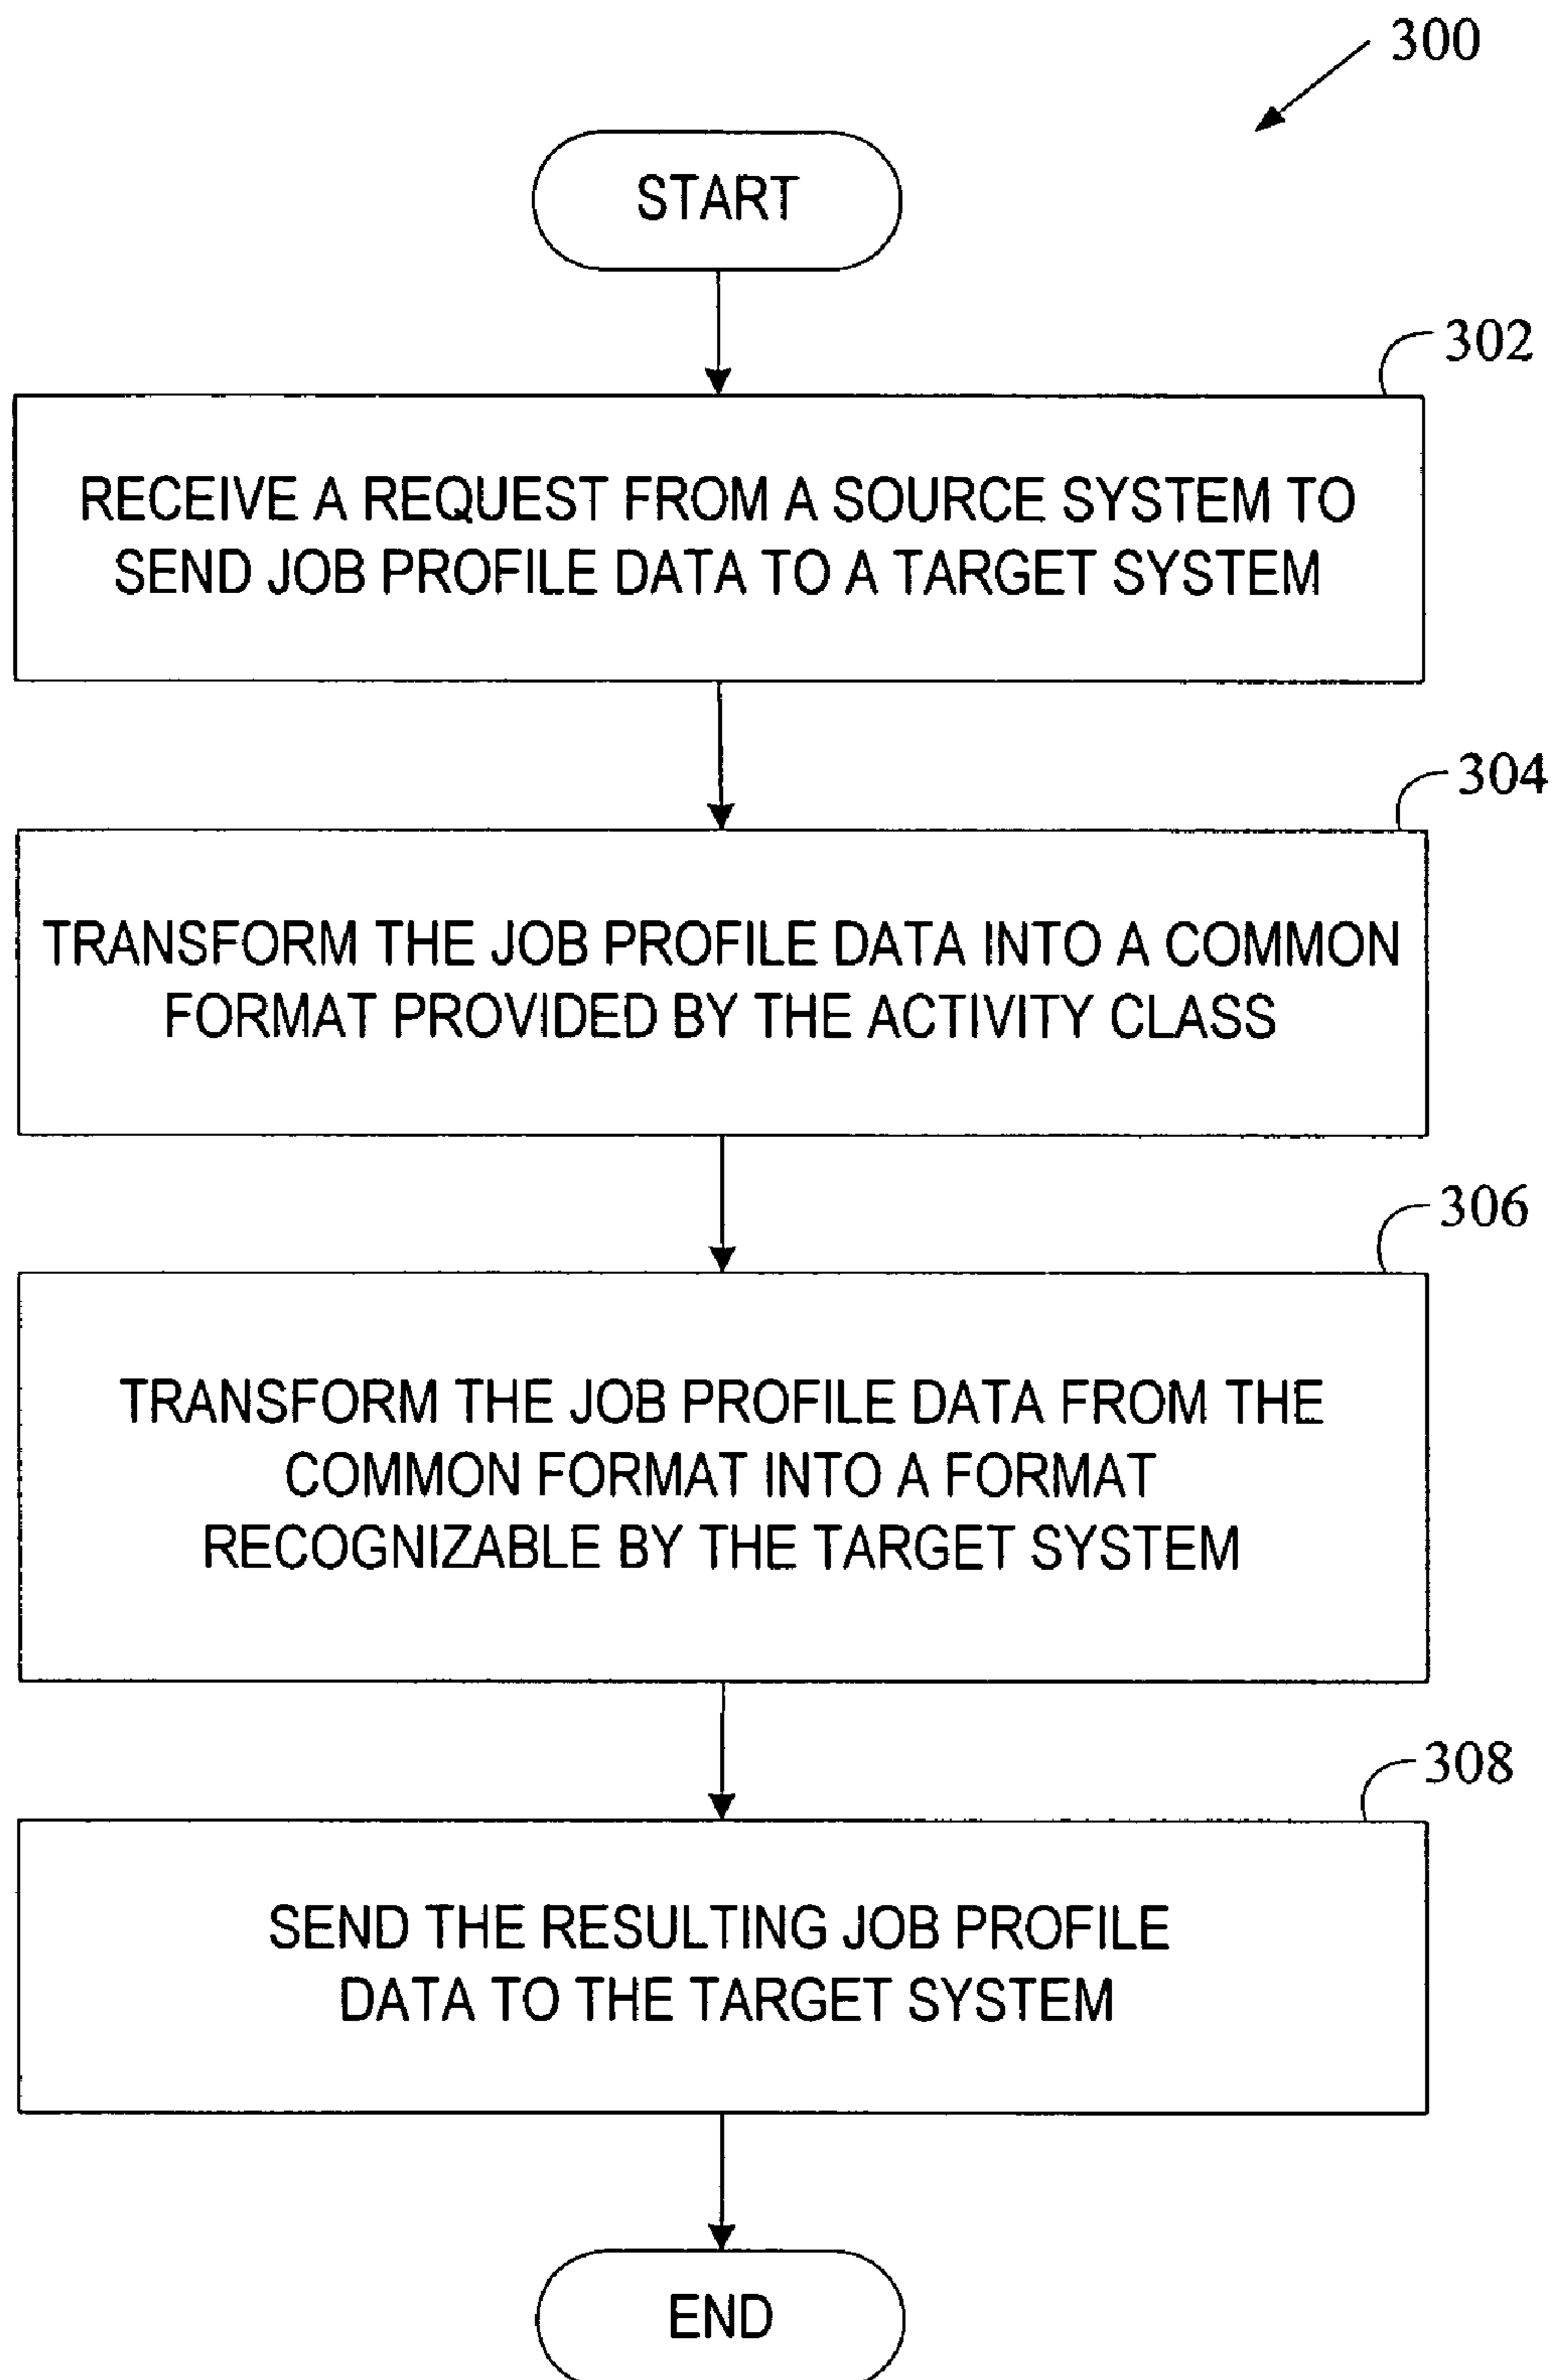 300
START
302
RECEIVE A REQUEST FROM A SOURCE SYSTEM TO
SEND JOB PROFILE DATA TO A TARGET SYSTEM
304
TRANSFORM THE JOB PROFILE DATA INTO A COMMON
FORMAT PROVIDED BY THE ACTIVITY CLASS
306
TRANSFORM THE JOB PROFILE DATA FROM THE
COMMON FORMAT INTO A FORMAT
RECOGNIZABLE BY THE TARGET SYSTEM
308
SEND THE RESULTING JOB PROFILE
DATA TO THE TARGET SYSTEM
END